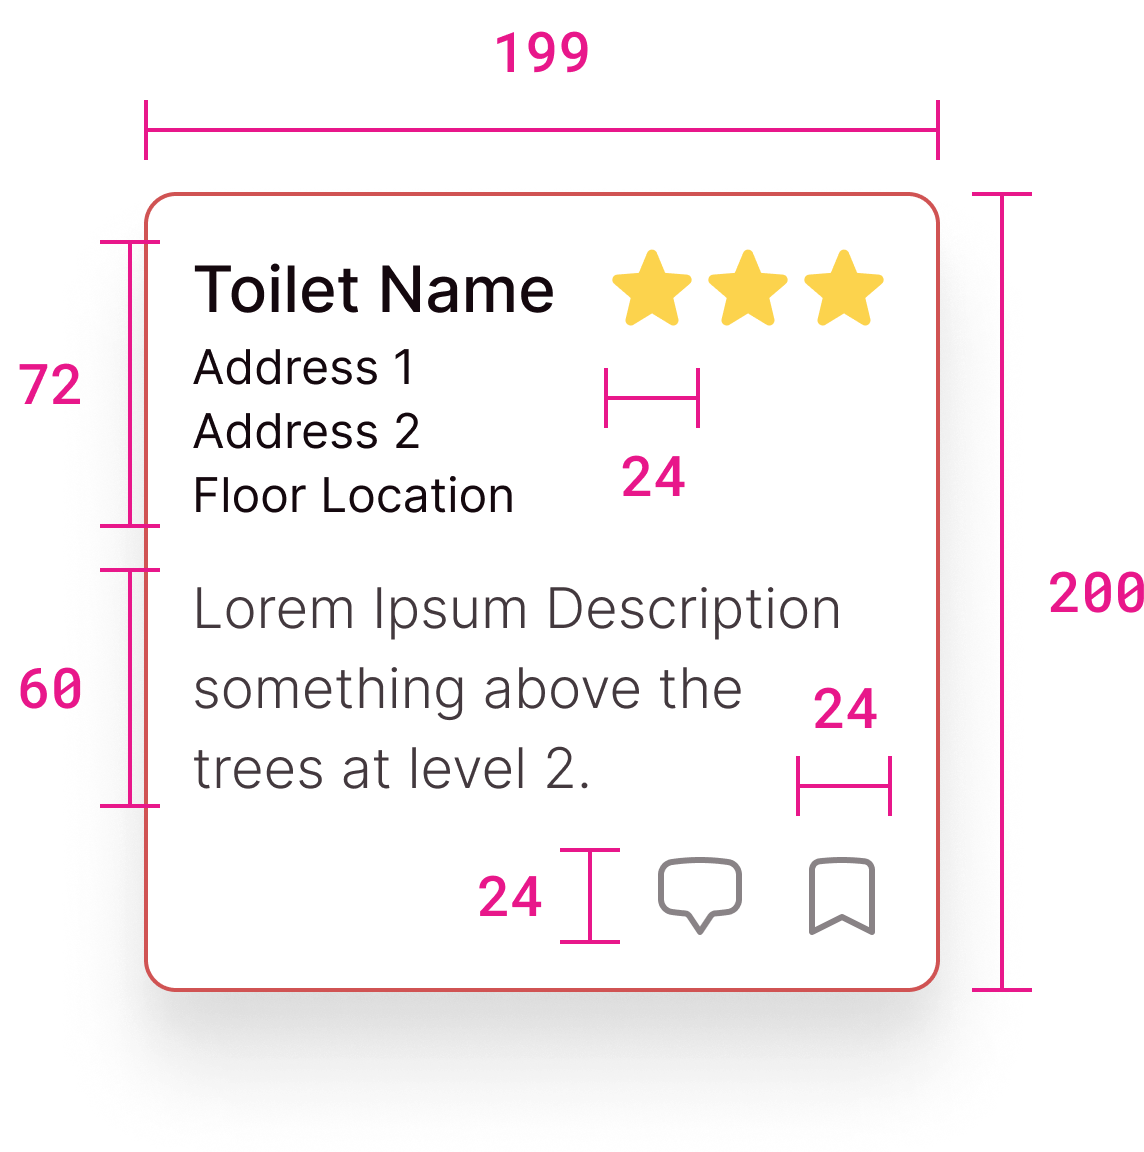 199
Toilet Name
Address 1
72
Address 2
24
Floor Location
200
Lorem Ipsum Description
60
something above the
24
trees at level 2.
24